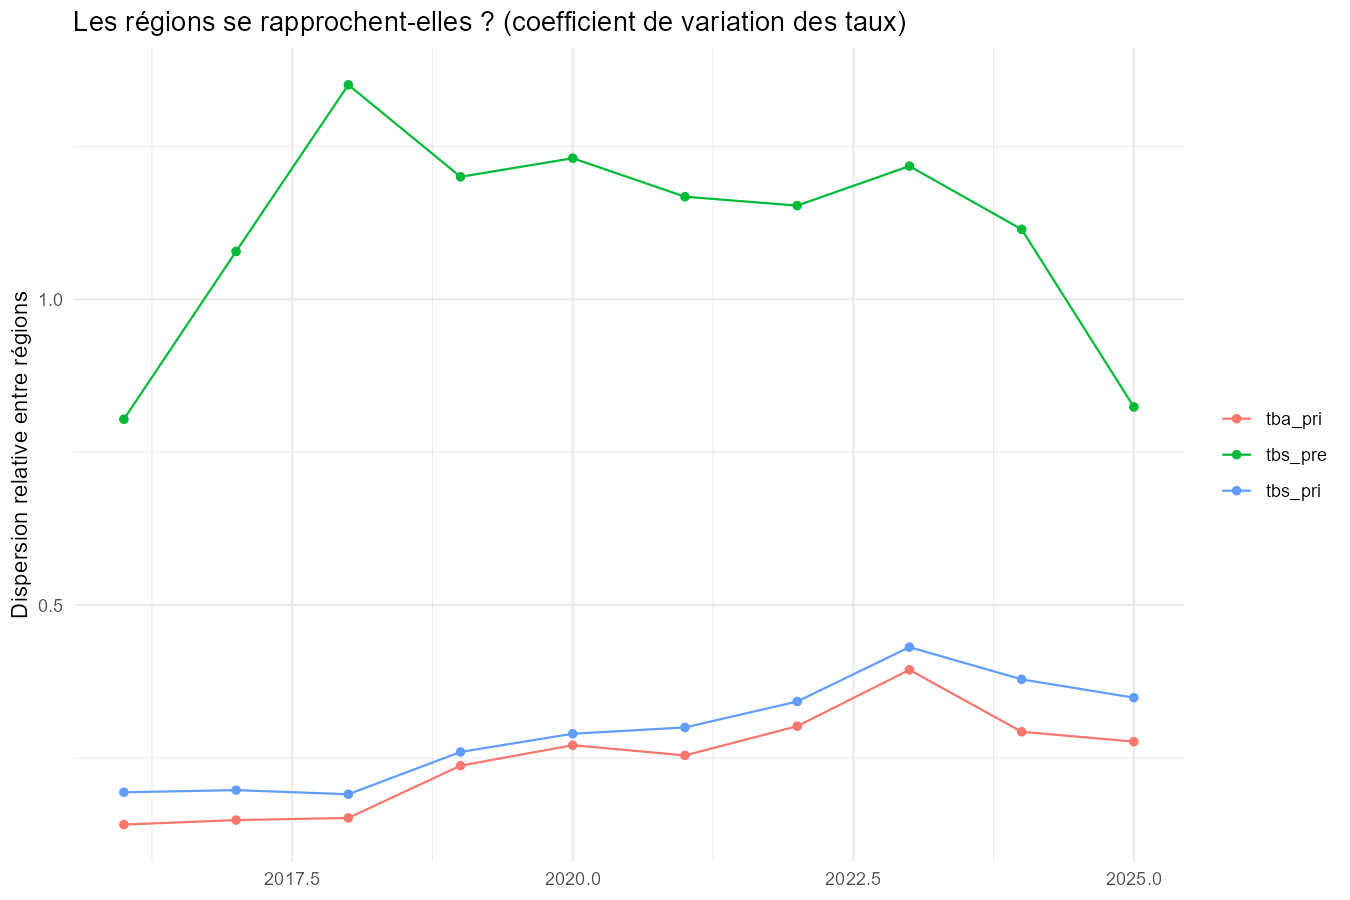 Les régions se rapprochent-elles ? (coefficient de variation des taux)
Dispersion relative entre régions
1.0
0.5
2017.5
2020.0
2022.5
2025.0
tba_pri
tbs_pre
tbs_pri